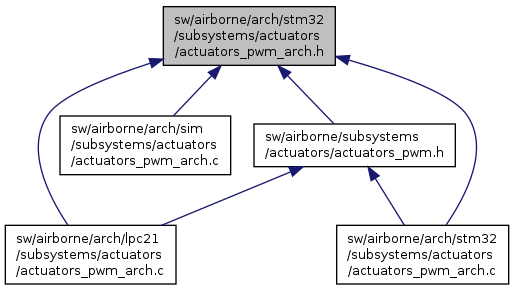 sw/airborne/arch/stm32
/subsystems/actuators
/actuators_pwm_arch.h
sw/airborne/arch/sim
/subsystems/actuators
/actuators_pwm_arch.c
sw/airborne/subsystems
/actuators/actuators_pwm.h
sw/airborne/arch/lpc21
/subsystems/actuators
/actuators_pwm_arch.c
sw/airborne/arch/stm32
/subsystems/actuators
/actuators_pwm_arch.c